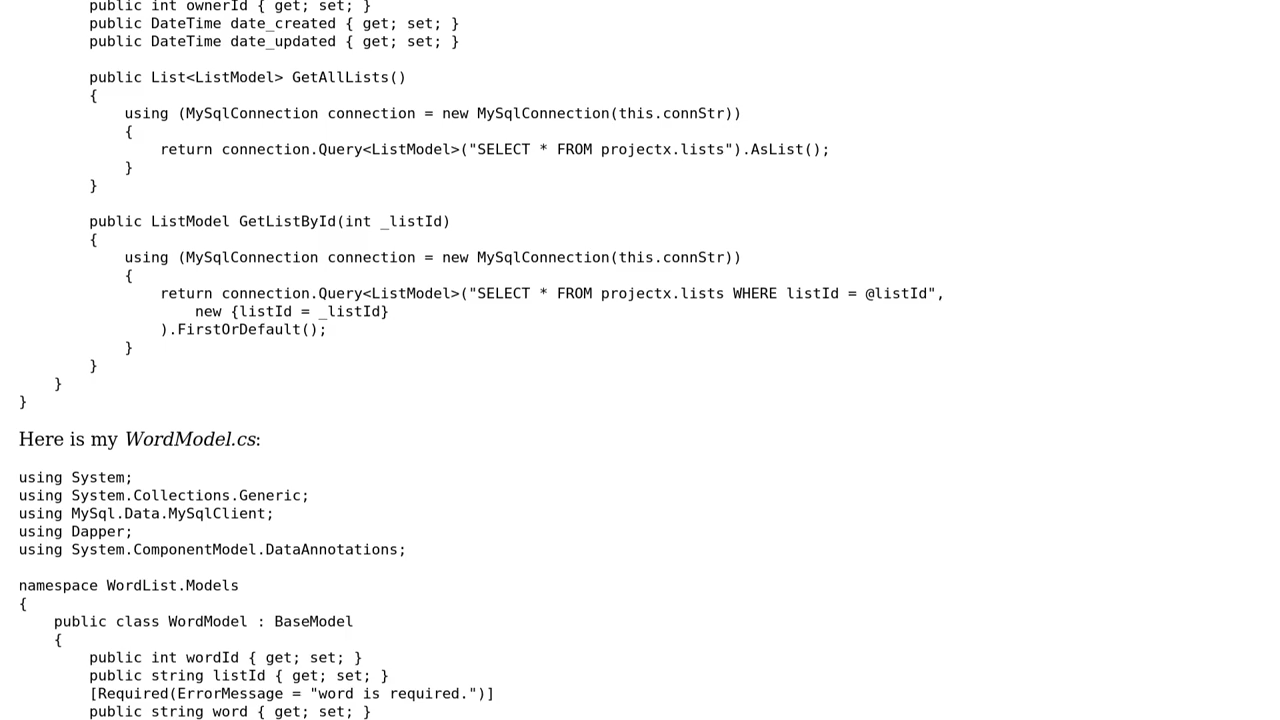 public int ownerId { get; set; }
        public DateTime date_created { get; set; }
        public DateTime date_updated { get; set; }

        public List<ListModel> GetAllLists()
        {
            using (MySqlConnection connection = new MySqlConnection(this.connStr))
            {
                return connection.Query<ListModel>("SELECT * FROM projectx.lists").AsList();
            }
        }

        public ListModel GetListById(int _listId)
        {
            using (MySqlConnection connection = new MySqlConnection(this.connStr))
            {
                return connection.Query<ListModel>("SELECT * FROM projectx.lists WHERE listId = @listId",
                    new {listId = _listId}
                ).FirstOrDefault();
            }
        }
    }
}
Here is my WordModel.cs:
using System;
using System.Collections.Generic;
using MySql.Data.MySqlClient;
using Dapper;
using System.ComponentModel.DataAnnotations;

namespace WordList.Models
{
    public class WordModel : BaseModel
    {
        public int wordId { get; set; }
        public string listId { get; set; }
        [Required(ErrorMessage = "word is required.")]
        public string word { get; set; }